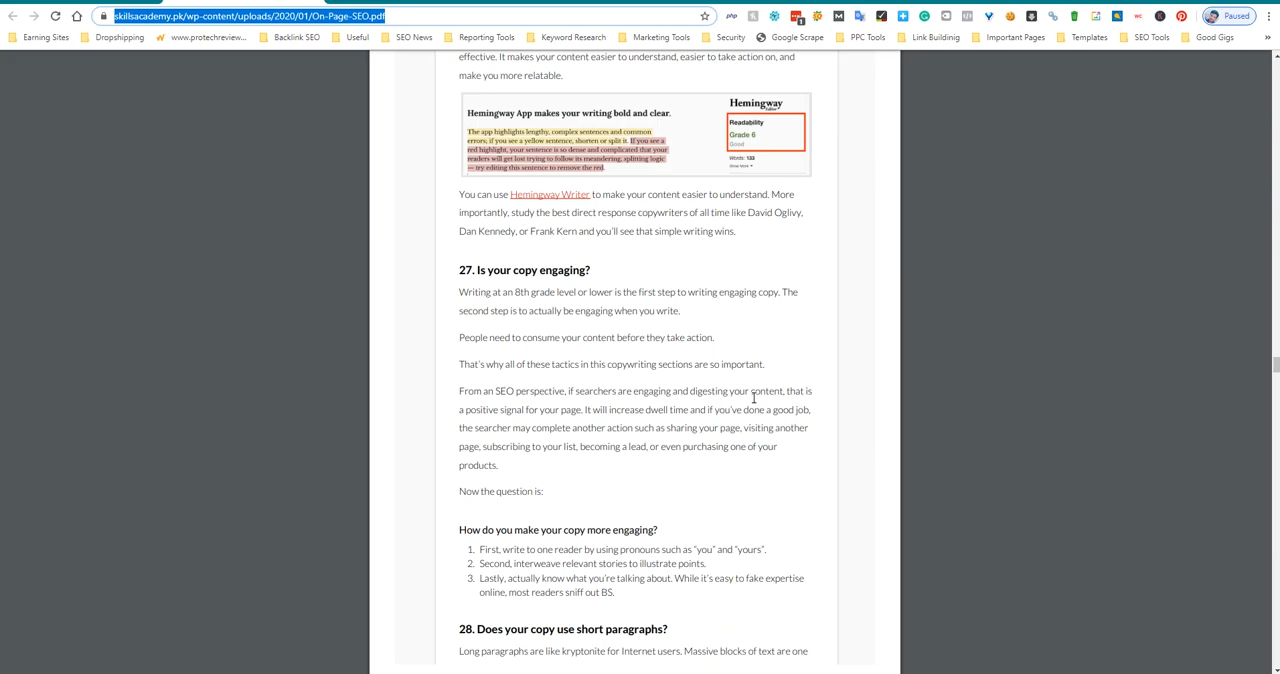 skillsacademy.pk/wp-content/uploads/2020/01/On-Page-SEO.pdf
php
1
M
wc
Paused
Earning Sites
Dropshipping
www.protechreview...
Backlink SEO
Useful
SEO News
Reporting Tools
Keyword Research
Marketing Tools
Security
Google Scrape
PPC Tools
Link Buildinig
Important Pages
Templates
SEO Tools
Good Gigs
»
effective. It makes your content easier to understand, easier to take action on, and
make you more relatable.
Hemingway App makes your writing bold and clear.
The app highlights lengthy, complex sentences and common
errors; if you see a yellow sentence, shorten or split it. If you see a
red highlight, your sentence is so dense and complicated that your
readers will get lost trying to follow its meandering, splitting logic
— try editing this sentence to remove the red.
Hemingway
Editor
Readability
Grade 6
Good
Words: 133
Show More
You can use Hemingway Writer to make your content easier to understand. More
importantly, study the best direct response copywriters of all time like David Oglivy,
Dan Kennedy, or Frank Kern and you'll see that simple writing wins.
27. Is your copy engaging?
Writing at an 8th grade level or lower is the first step to writing engaging copy. The
second step is to actually be engaging when you write.
People need to consume your content before they take action.
That's why all of these tactics in this copywriting sections are so important.
From an SEO perspective, if searchers are engaging and digesting your content, that is
a positive signal for your page. It will increase dwell time and if you've done a good job,
the searcher may complete another action such as sharing your page, visiting another
page, subscribing to your list, becoming a lead, or even purchasing one of your
products.
Now the question is:
How do you make your copy more engaging?
1. First, write to one reader by using pronouns such as "you" and "yours".
2. Second, interweave relevant stories to illustrate points.
3. Lastly, actually know what you're talking about. While it's easy to fake expertise
online, most readers sniff out BS.
28. Does your copy use short paragraphs?
Long paragraphs are like kryptonite for Internet users. Massive blocks of text are one